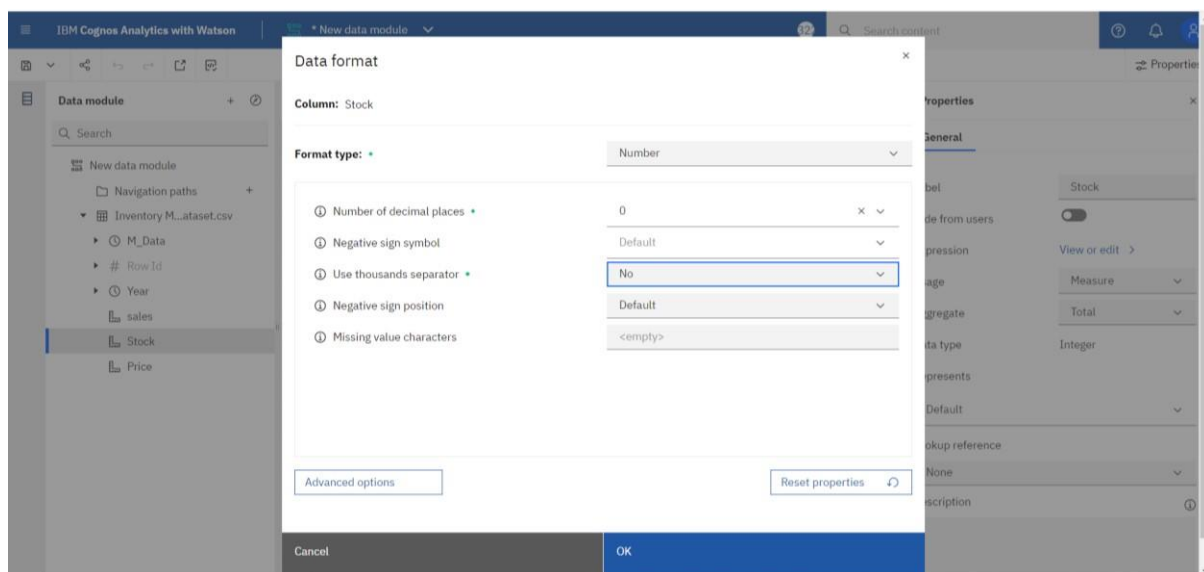 IBM Cognos Analytics with Watson
* New data module
12
Search content
Properties
Data module
Search
New data module
Navigation paths
Inventory M...ataset.csv
M_Data
# Row Id
Year
sales
Stock
Price
Data format
Column: Stock
Format type:
Number
Number of decimal places
0
Negative sign symbol
Default
Use thousands separator
No
Negative sign position
Default
Missing value characters
<empty>
Advanced options
Reset properties
Cancel
OK
Properties
General
bel
Stock
de from users
pression
View or edit
age
Measure
gregate
Total
ta type
Integer
presents
Default
okup reference
None
scription